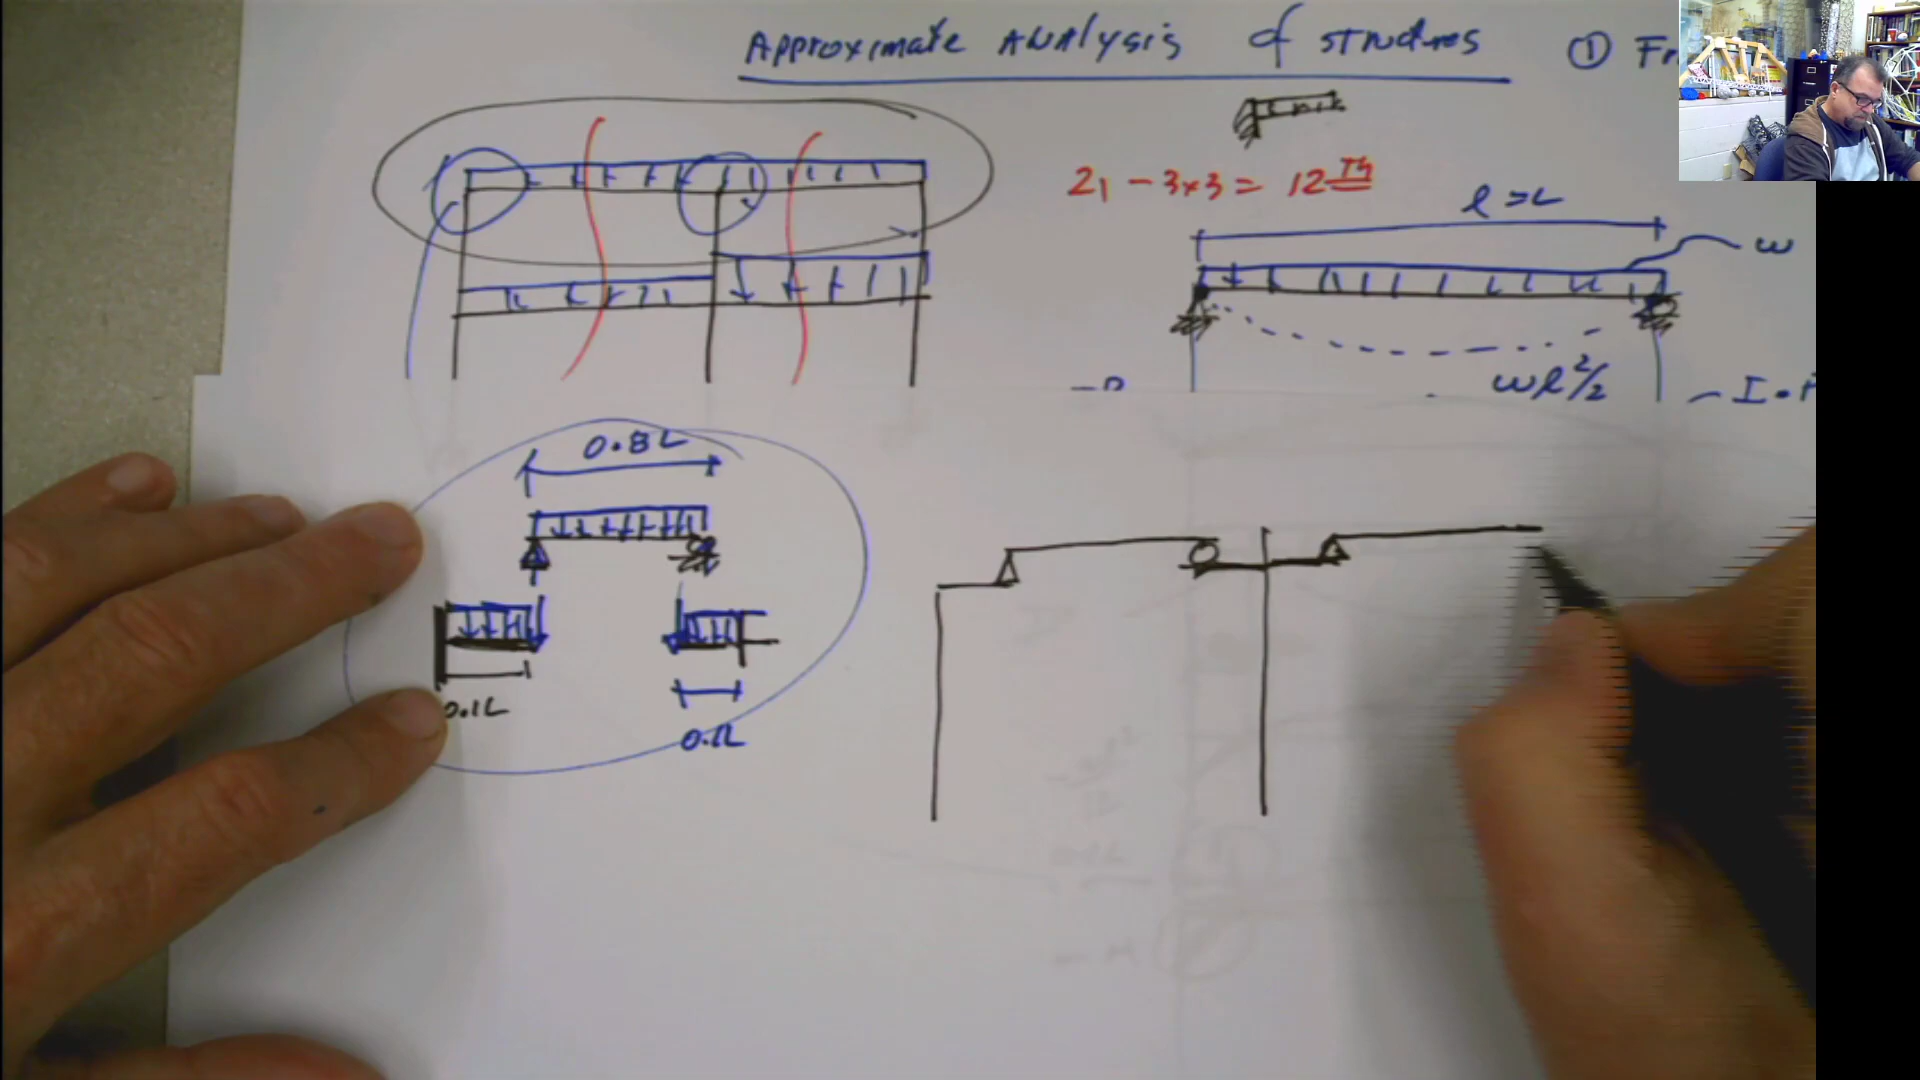 Approximate Analysis of structures ① Fr
21 - 3x3 = 12
l = L
w
wl²/2
I.P
0.8L
0.1L
0.1L